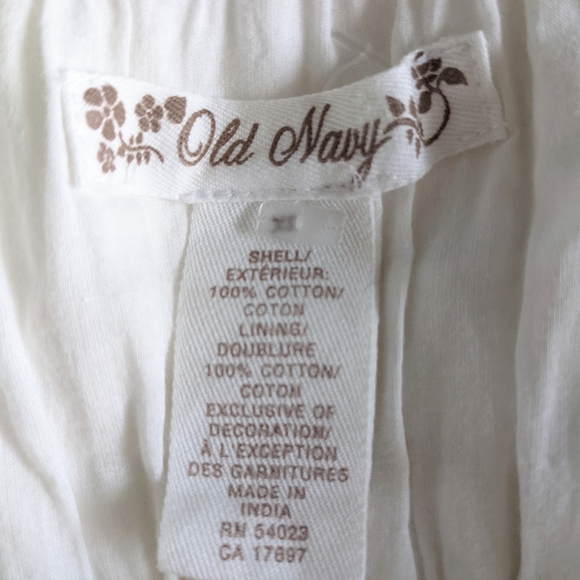 Old Navy
XL
SHELL/
EXTÉRIEUR:
100% COTTON/
COTON
LINING/
DOUBLURE
100% COTTON/
COTON
EXCLUSIVE OF
DECORATION/
À L'EXCEPTION
DES GARNITURES
MADE IN
INDIA
RN 54023
CA 17897